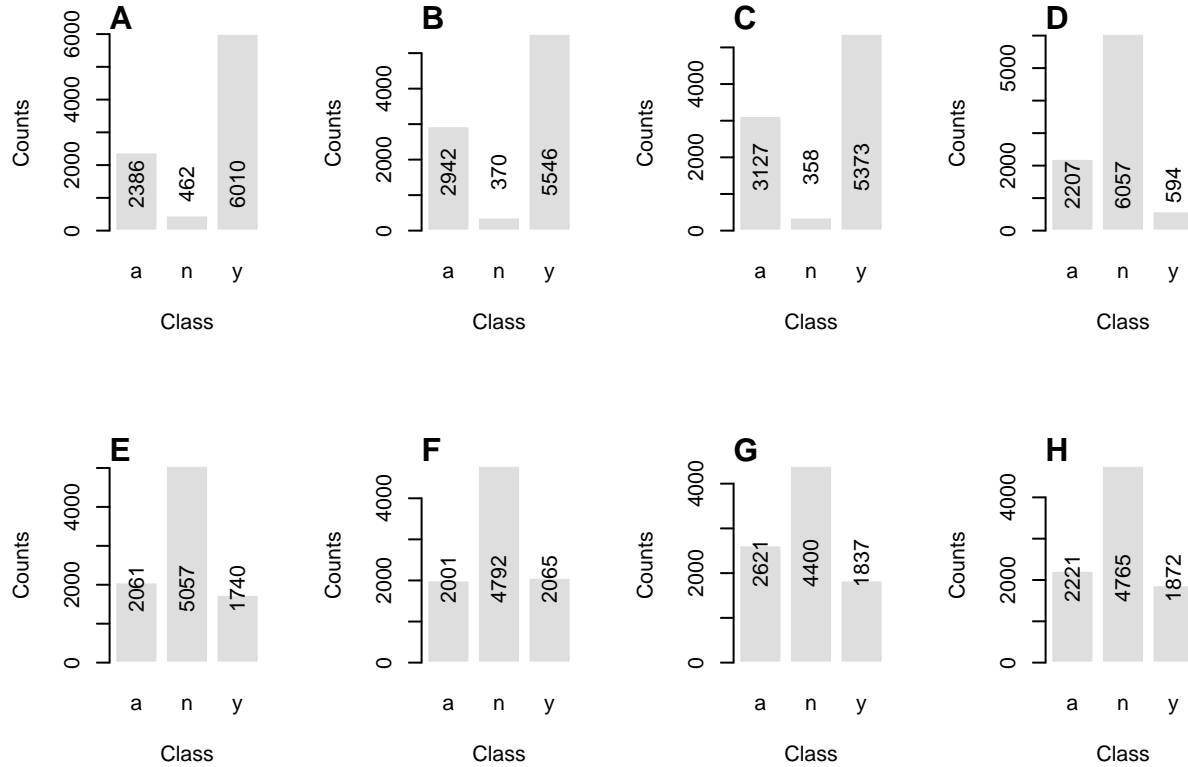 A
Counts
0 2000 4000 6000
2386
462
6010
a n y
Class
B
Counts
0 2000 4000
2942
370
5546
a n y
Class
C
Counts
0 2000 4000
3127
358
5373
a n y
Class
D
Counts
0 2000 5000
2207
6057
594
a n y
Class
E
Counts
0 2000 4000
2061
5057
1740
a n y
Class
F
Counts
0 2000 4000
2001
4792
2065
a n y
Class
G
Counts
0 2000 4000
2621
4400
1837
a n y
Class
H
Counts
0 2000 4000
2221
4765
1872
a n y
Class